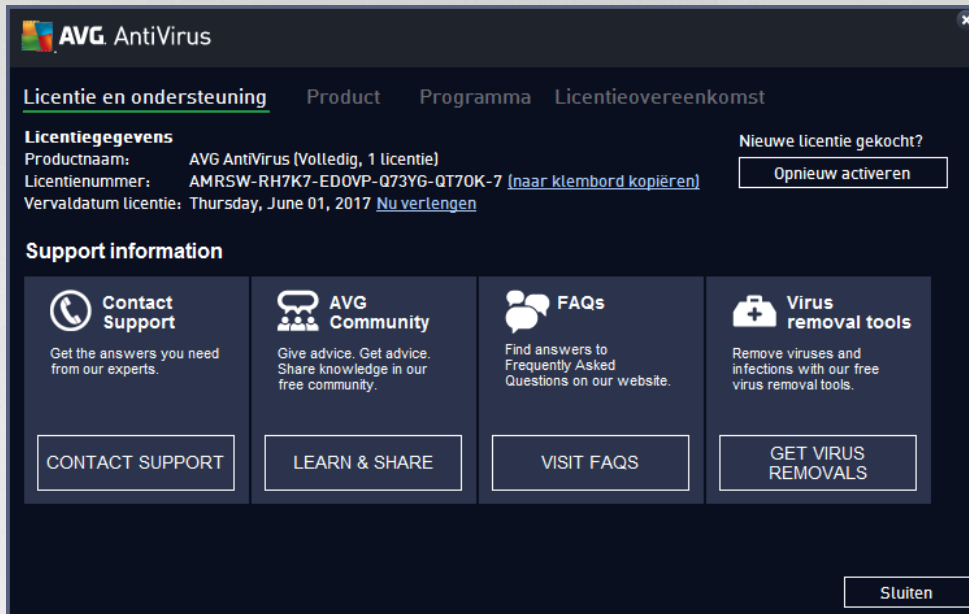 AVG AntiVirus
Licentie en ondersteuning Product Programma Licentieovereenkomst
Licentiegegevens
Productnaam: AVG AntiVirus (Volledig, 1 licentie)
Licentienummer: AMRSW-RH7K7-EDOVP-Q73YG-QT7OK-7 (naar klembord kopiëren)
Vervaldatum licentie: Thursday, June 01, 2017 Nu verlengen
Nieuwe licentie gekocht?
Opnieuw activeren
Support information
Contact
Support
Get the answers you need
from our experts.
CONTACT SUPPORT
AVG
Community
Give advice. Get advice.
Share knowledge in our
free community.
LEARN & SHARE
FAQs
Find answers to
Frequently Asked
Questions on our website.
VISIT FAQS
Virus
removal tools
Remove viruses and
infections with our free
virus removal tools.
GET VIRUS
REMOVALS
Sluiten